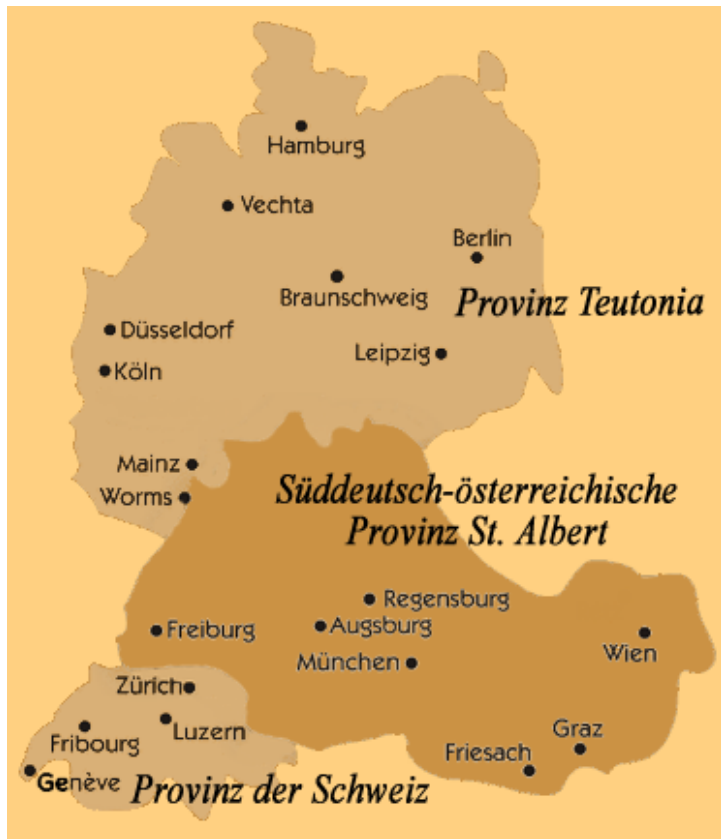 Hamburg
Vechta
Berlin
Braunschweig
Provinz Teutonia
Düsseldorf
Leipzig
Köln
Mainz
Worms
Süddeutsch-österreichische
Provinz St. Albert
Regensburg
Freiburg
Augsburg
Wien
München
Zürich
Luzern
Fribourg
Graz
Friesach
Genève
Provinz der Schweiz